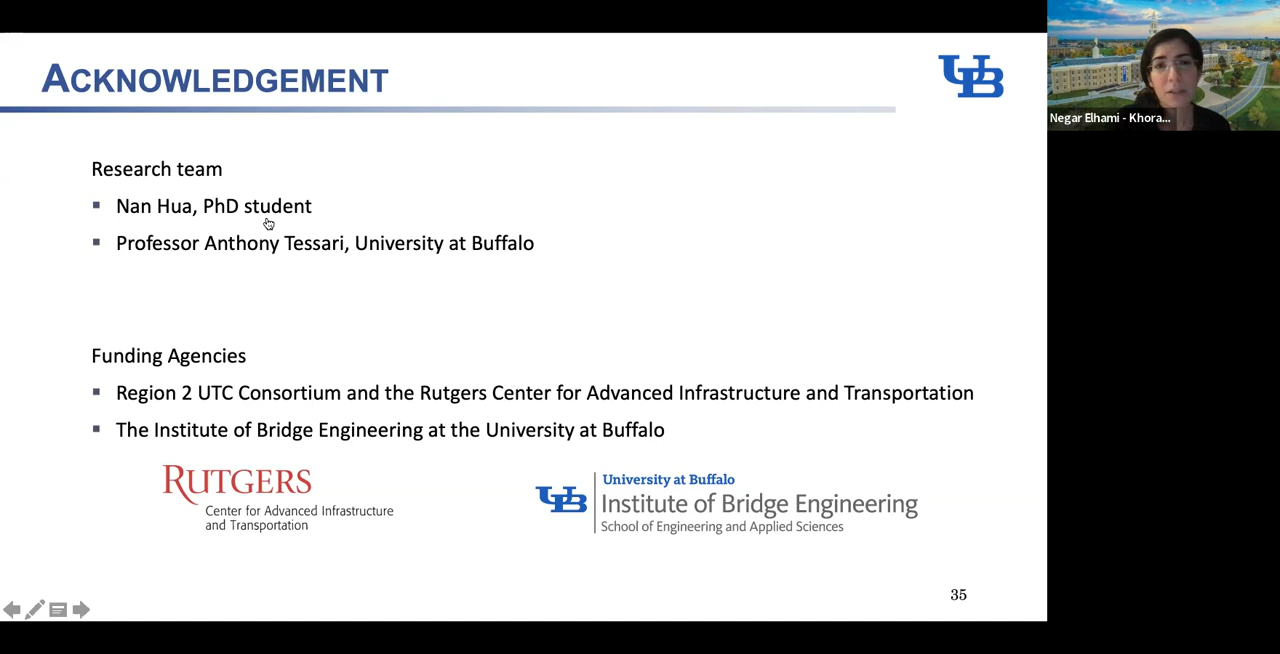 ACKNOWLEDGEMENT
UB
Negar Elhami - Khora...
Research team
Nan Hua, PhD student
Professor Anthony Tessari, University at Buffalo
Funding Agencies
Region 2 UTC Consortium and the Rutgers Center for Advanced Infrastructure and Transportation
The Institute of Bridge Engineering at the University at Buffalo
RUTGERS
Center for Advanced Infrastructure
and Transportation
UB
University at Buffalo
Institute of Bridge Engineering
School of Engineering and Applied Sciences
35